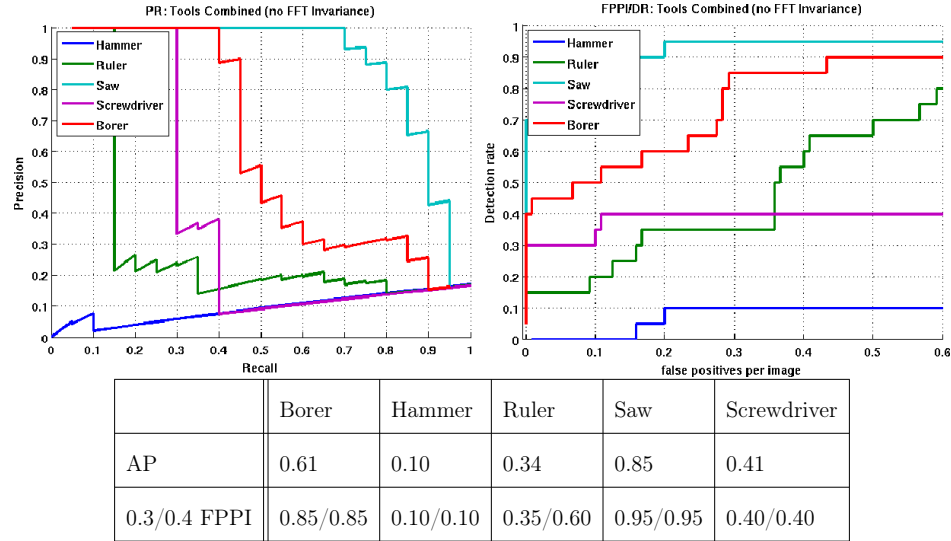 PR: Tools Combined (no FFT Invariance)
1
0.9
0.8
0.7
0.6
0.5
0.4
0.3
0.2
0.1
0
Precision
Hammer
Ruler
Saw
Screwdriver
Borer
0 0.1 0.2 0.3 0.4 0.5 0.6 0.7 0.8 0.9 1
Recall
FPPI/DR: Tools Combined (no FFT Invariance)
1
0.9
0.8
0.7
0.6
0.5
0.4
0.3
0.2
0.1
0
Detection rate
Hammer
Ruler
Saw
Screwdriver
Borer
0 0.1 0.2 0.3 0.4 0.5 0.6
false positives per image
Borer Hammer Ruler Saw Screwdriver
AP 0.61 0.10 0.34 0.85 0.41
0.3/0.4 FPPI 0.85/0.85 0.10/0.10 0.35/0.60 0.95/0.95 0.40/0.40